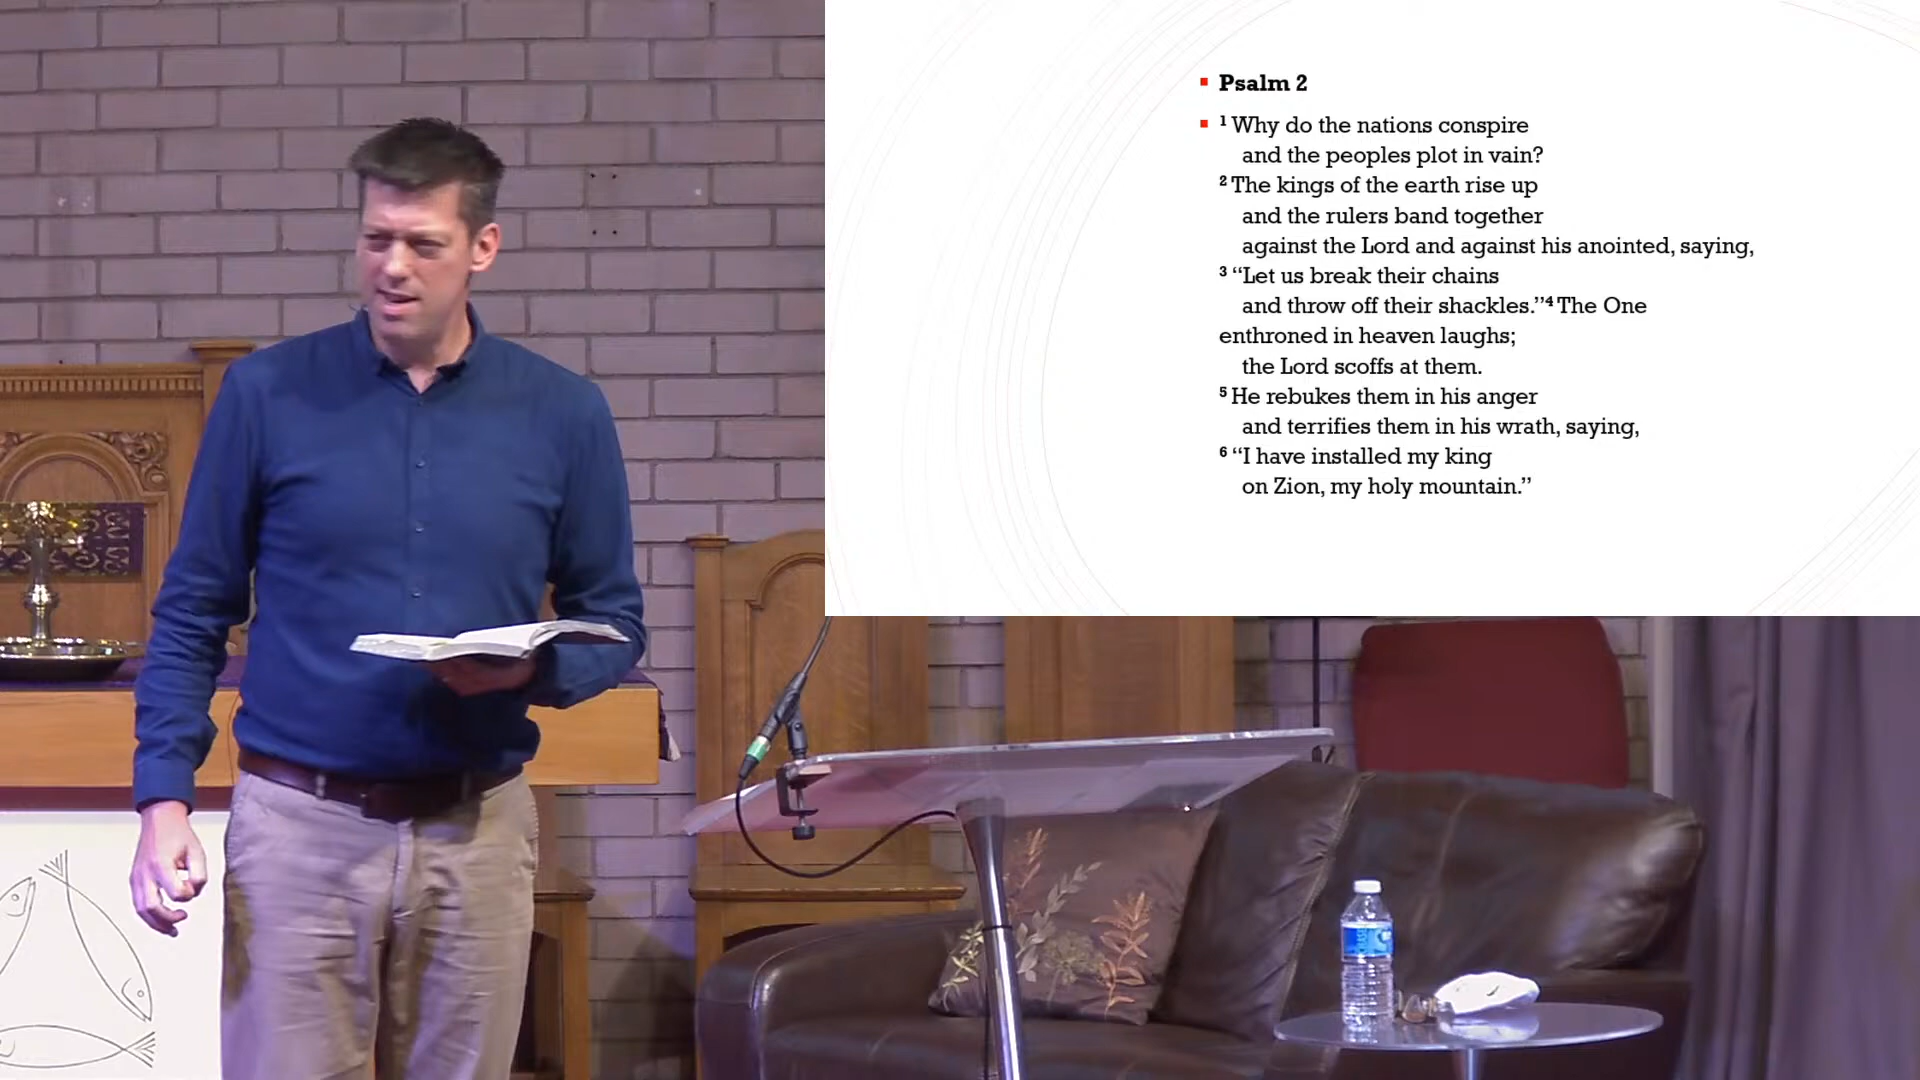 Psalm 2
1 Why do the nations conspire
and the peoples plot in vain?
2 The kings of the earth rise up
and the rulers band together
against the Lord and against his anointed, saying,
3 “Let us break their chains
and throw off their shackles.”4 The One
enthroned in heaven laughs;
the Lord scoffs at them.
5 He rebukes them in his anger
and terrifies them in his wrath, saying,
6 “I have installed my king
on Zion, my holy mountain.”